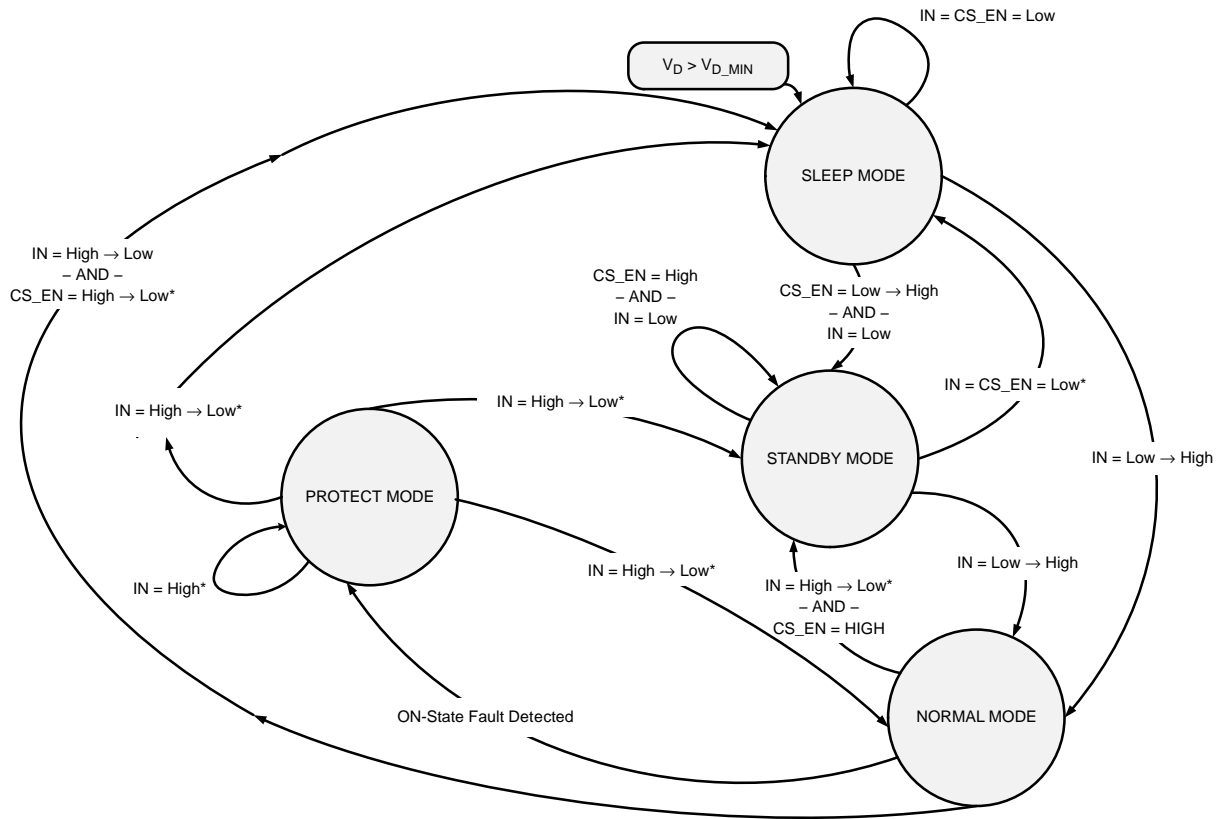 IN = CS_EN = Low
V_D > V_D_MIN
SLEEP MODE
IN = High → Low
– AND –
CS_EN = High → Low*
CS_EN = High
– AND –
IN = Low
CS_EN = Low → High
– AND –
IN = Low
IN = CS_EN = Low*
IN = High → Low*
IN = High → Low*
STANDBY MODE
IN = Low → High
PROTECT MODE
IN = High*
IN = High → Low*
IN = High → Low*
– AND –
CS_EN = HIGH
IN = Low → High
ON-State Fault Detected
NORMAL MODE